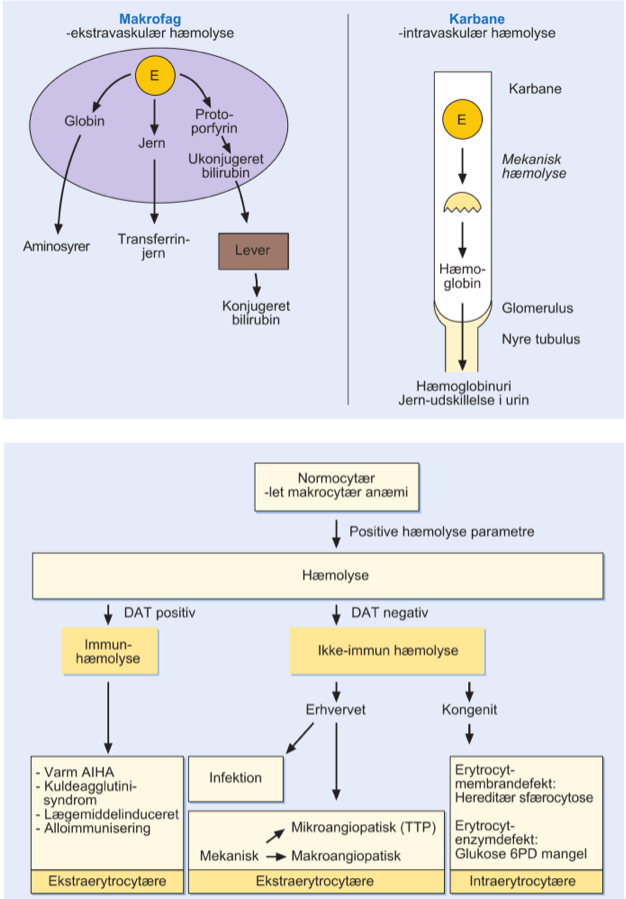 Makrofag
-ekstravaskulær hæmolyse
E
Globin
Jern
Proto-
porfyrin
Ukonjugeret
bilirubin
Aminosyrer
Transferrin-
jern
Lever
Konjugeret
bilirubin
Karbane
-intravaskulær hæmolyse
Karbane
E
Mekanisk
hæmolyse
Hæmo-
globin
Glomerulus
Nyre tubulus
Hæmoglobinuri
Jern-udskillelse i urin
Normocytær
-let makrocytær anæmi
Positive hæmolyse parametre
Hæmolyse
DAT positiv
DAT negativ
Immun-
hæmolyse
Ikke-immun hæmolyse
Erhvervet
Kongenit
- Varm AIHA
- Kuldeagglutini-
syndrom
- Lægemiddelinduceret
- Alloimmunisering
Ekstraerytrocytære
Infektion
Mikroangiopatisk (TTP)
Mekanisk
Makroangiopatisk
Ekstraerytrocytære
Erytrocyt-
membrandefekt:
Hereditær sfærocytose
Erytrocyt-
enzymdefekt:
Glukose 6PD mangel
Intraerytrocytære